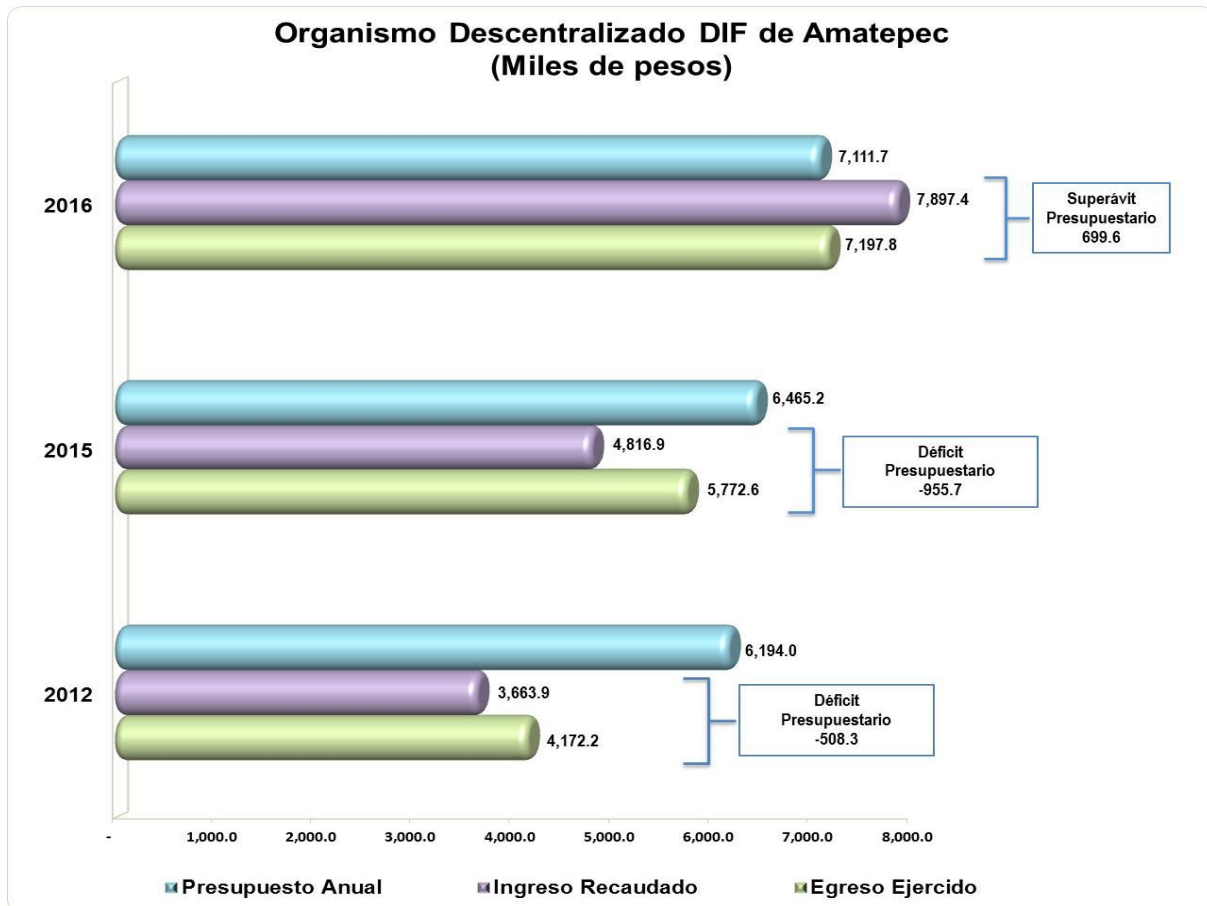 Organismo Descentralizado DIF de Amatepec
(Miles de pesos)
2016
7,111.7
7,897.4
7,197.8
Superávit
Presupuestario
699.6
2015
6,465.2
4,816.9
5,772.6
Déficit
Presupuestario
-955.7
2012
6,194.0
3,663.9
4,172.2
Déficit
Presupuestario
-508.3
- 1,000.0 2,000.0 3,000.0 4,000.0 5,000.0 6,000.0 7,000.0 8,000.0
Presupuesto Anual Ingreso Recaudado Egreso Ejercido